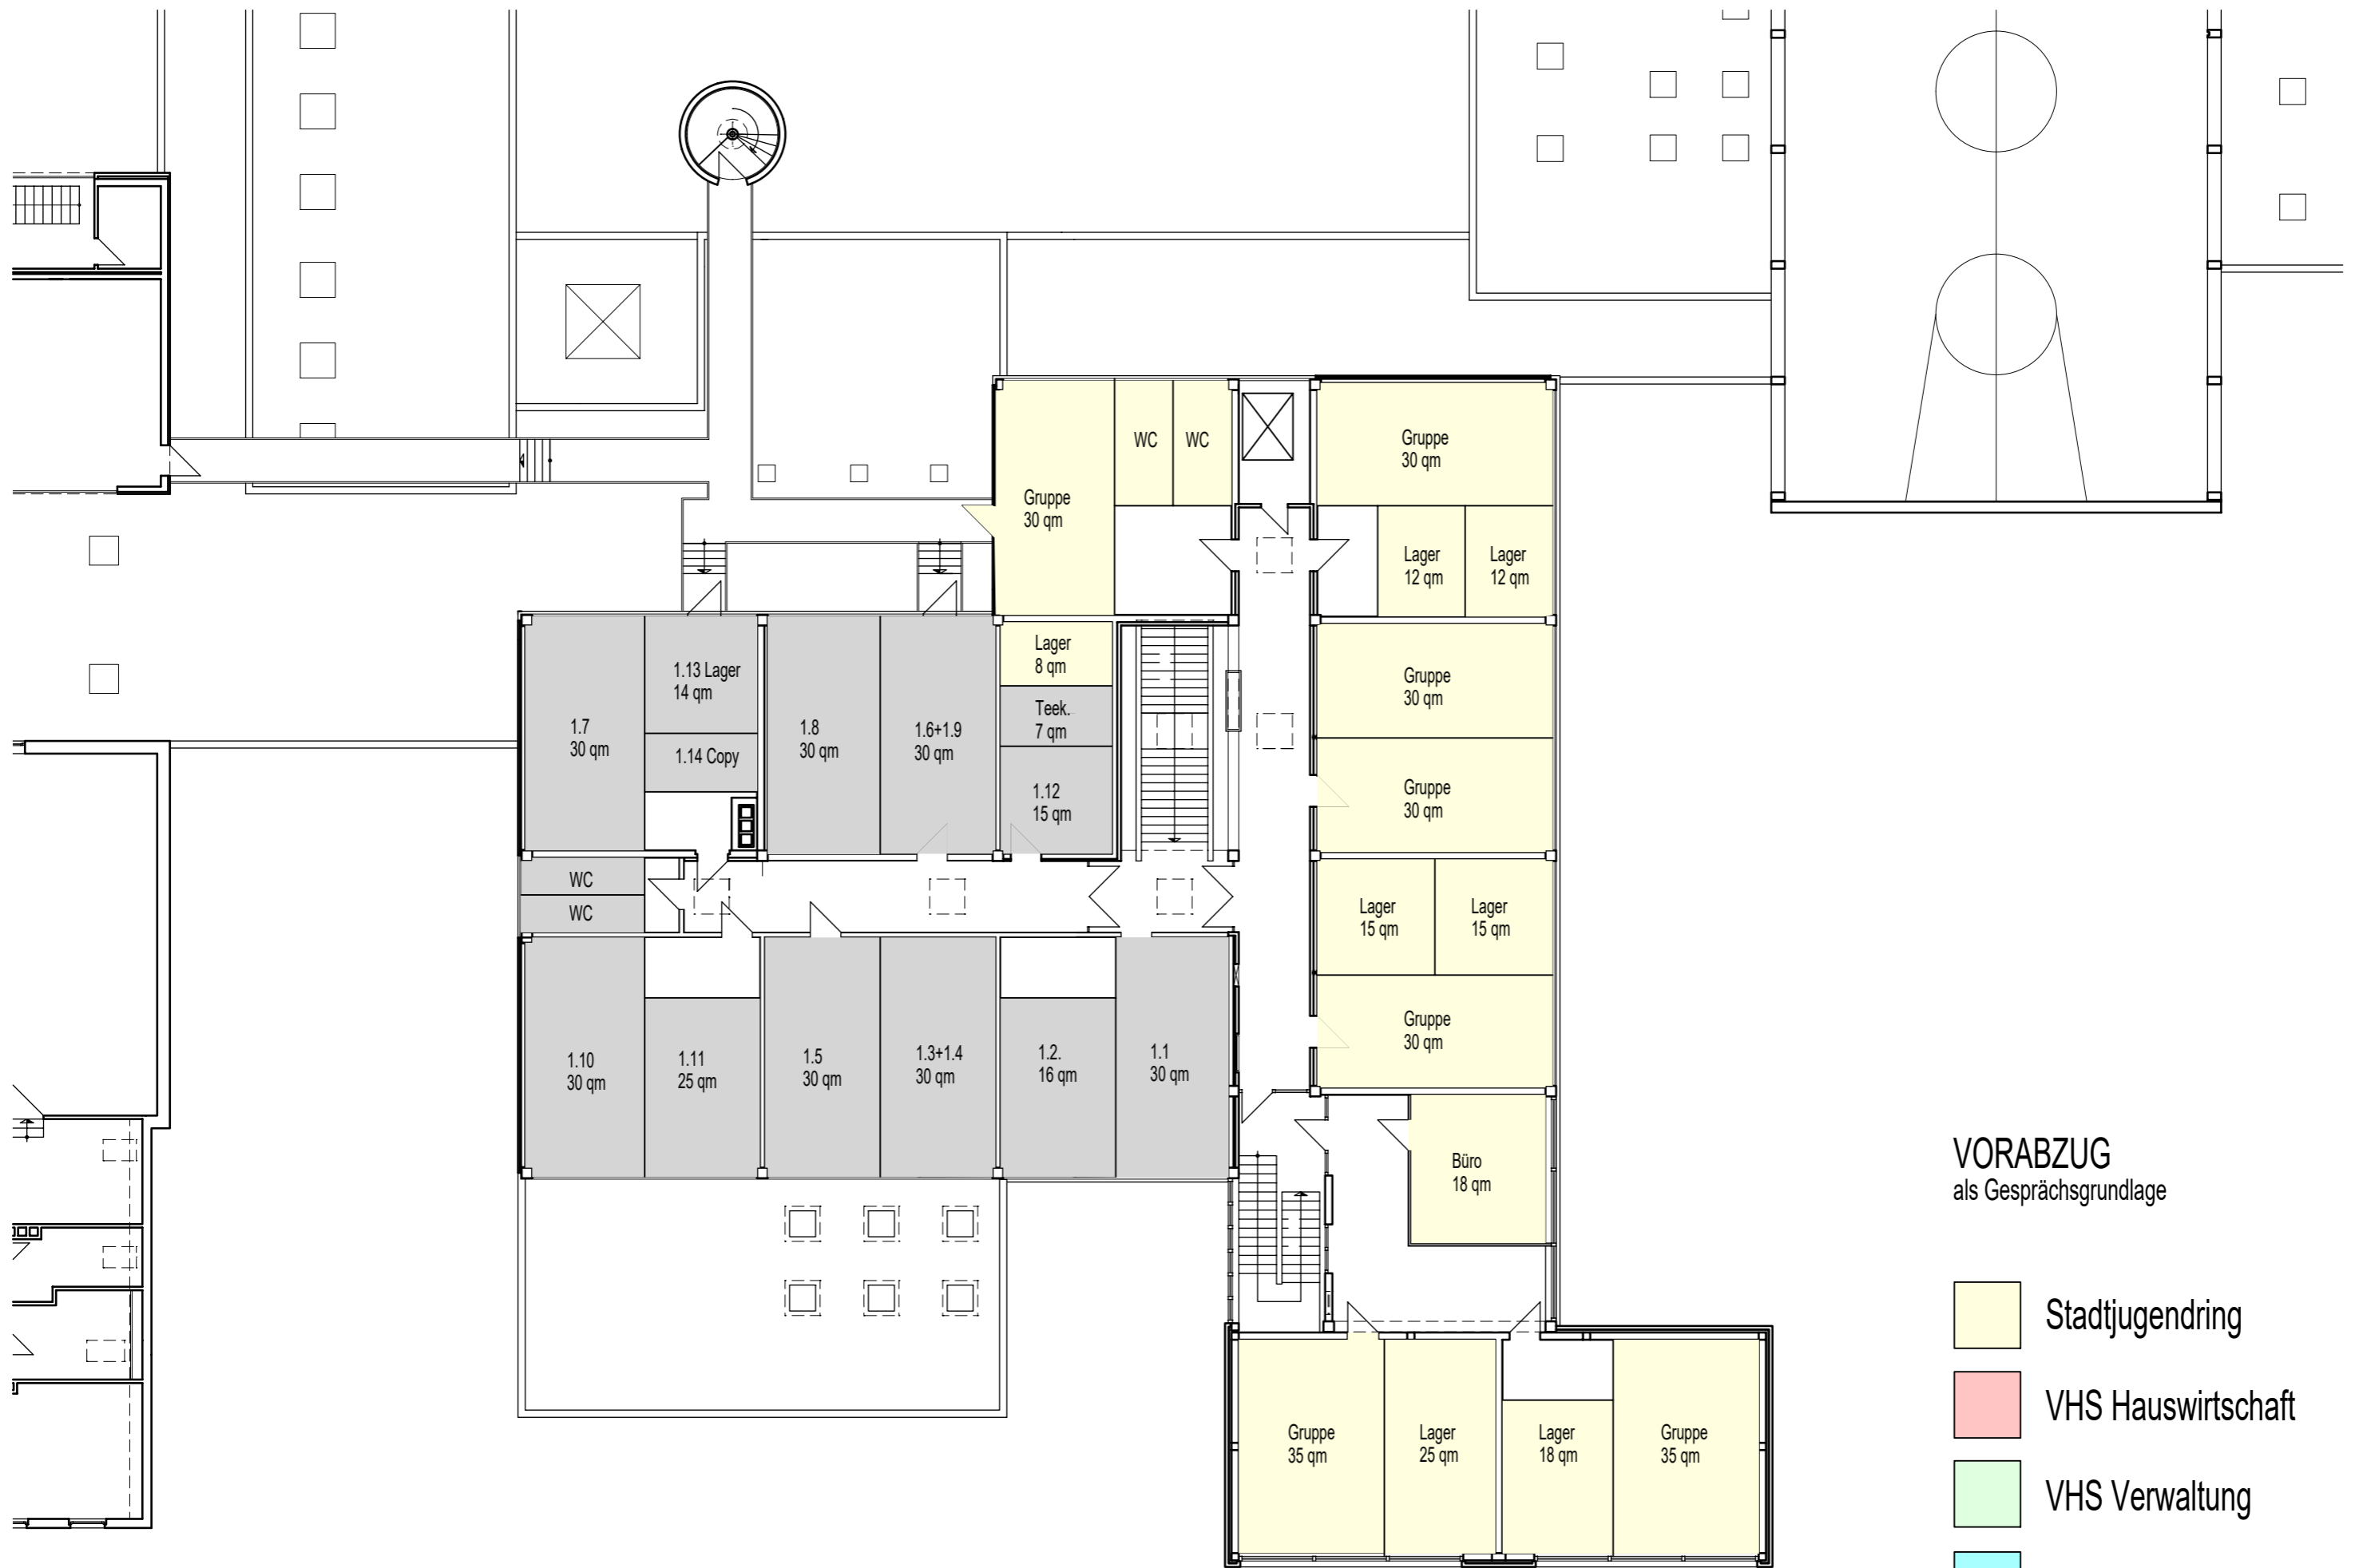 WC
WC
Gruppe
30 qm
Gruppe
30 qm
Lager
12 qm
Lager
12 qm
Lager
8 qm
Teek.
7 qm
1.12
15 qm
1.13 Lager
14 qm
1.14 Copy
1.7
30 qm
1.8
30 qm
1.6+1.9
30 qm
Gruppe
30 qm
Gruppe
30 qm
WC
WC
Lager
15 qm
Lager
15 qm
Gruppe
30 qm
1.10
30 qm
1.11
25 qm
1.5
30 qm
1.3+1.4
30 qm
1.2.
16 qm
1.1
30 qm
Büro
18 qm
Gruppe
35 qm
Lager
25 qm
Lager
18 qm
Gruppe
35 qm
VORABZUG
als Gesprächsgrundlage
Stadtjugendring
VHS Hauswirtschaft
VHS Verwaltung